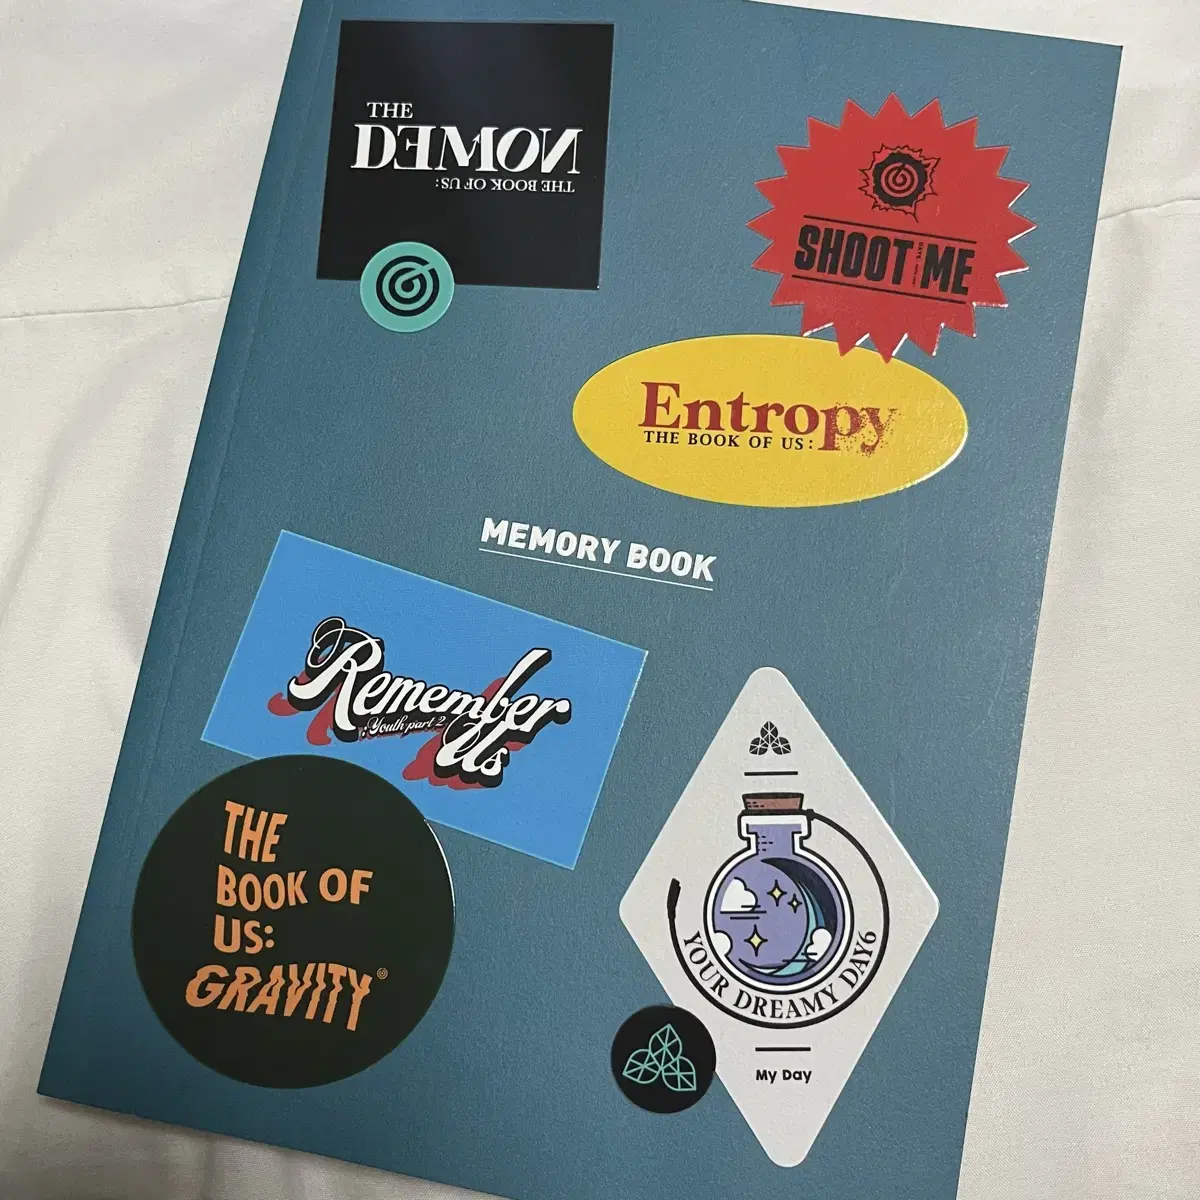 THE
DEMON
THE BOOK OF US:
SHOOT ME
Entropy
THE BOOK OF US:
MEMORY BOOK
Remember
:Youth part 2
Us
THE
BOOK OF
US:
GRAVITY
YOUR DREAMY DAY6
My Day